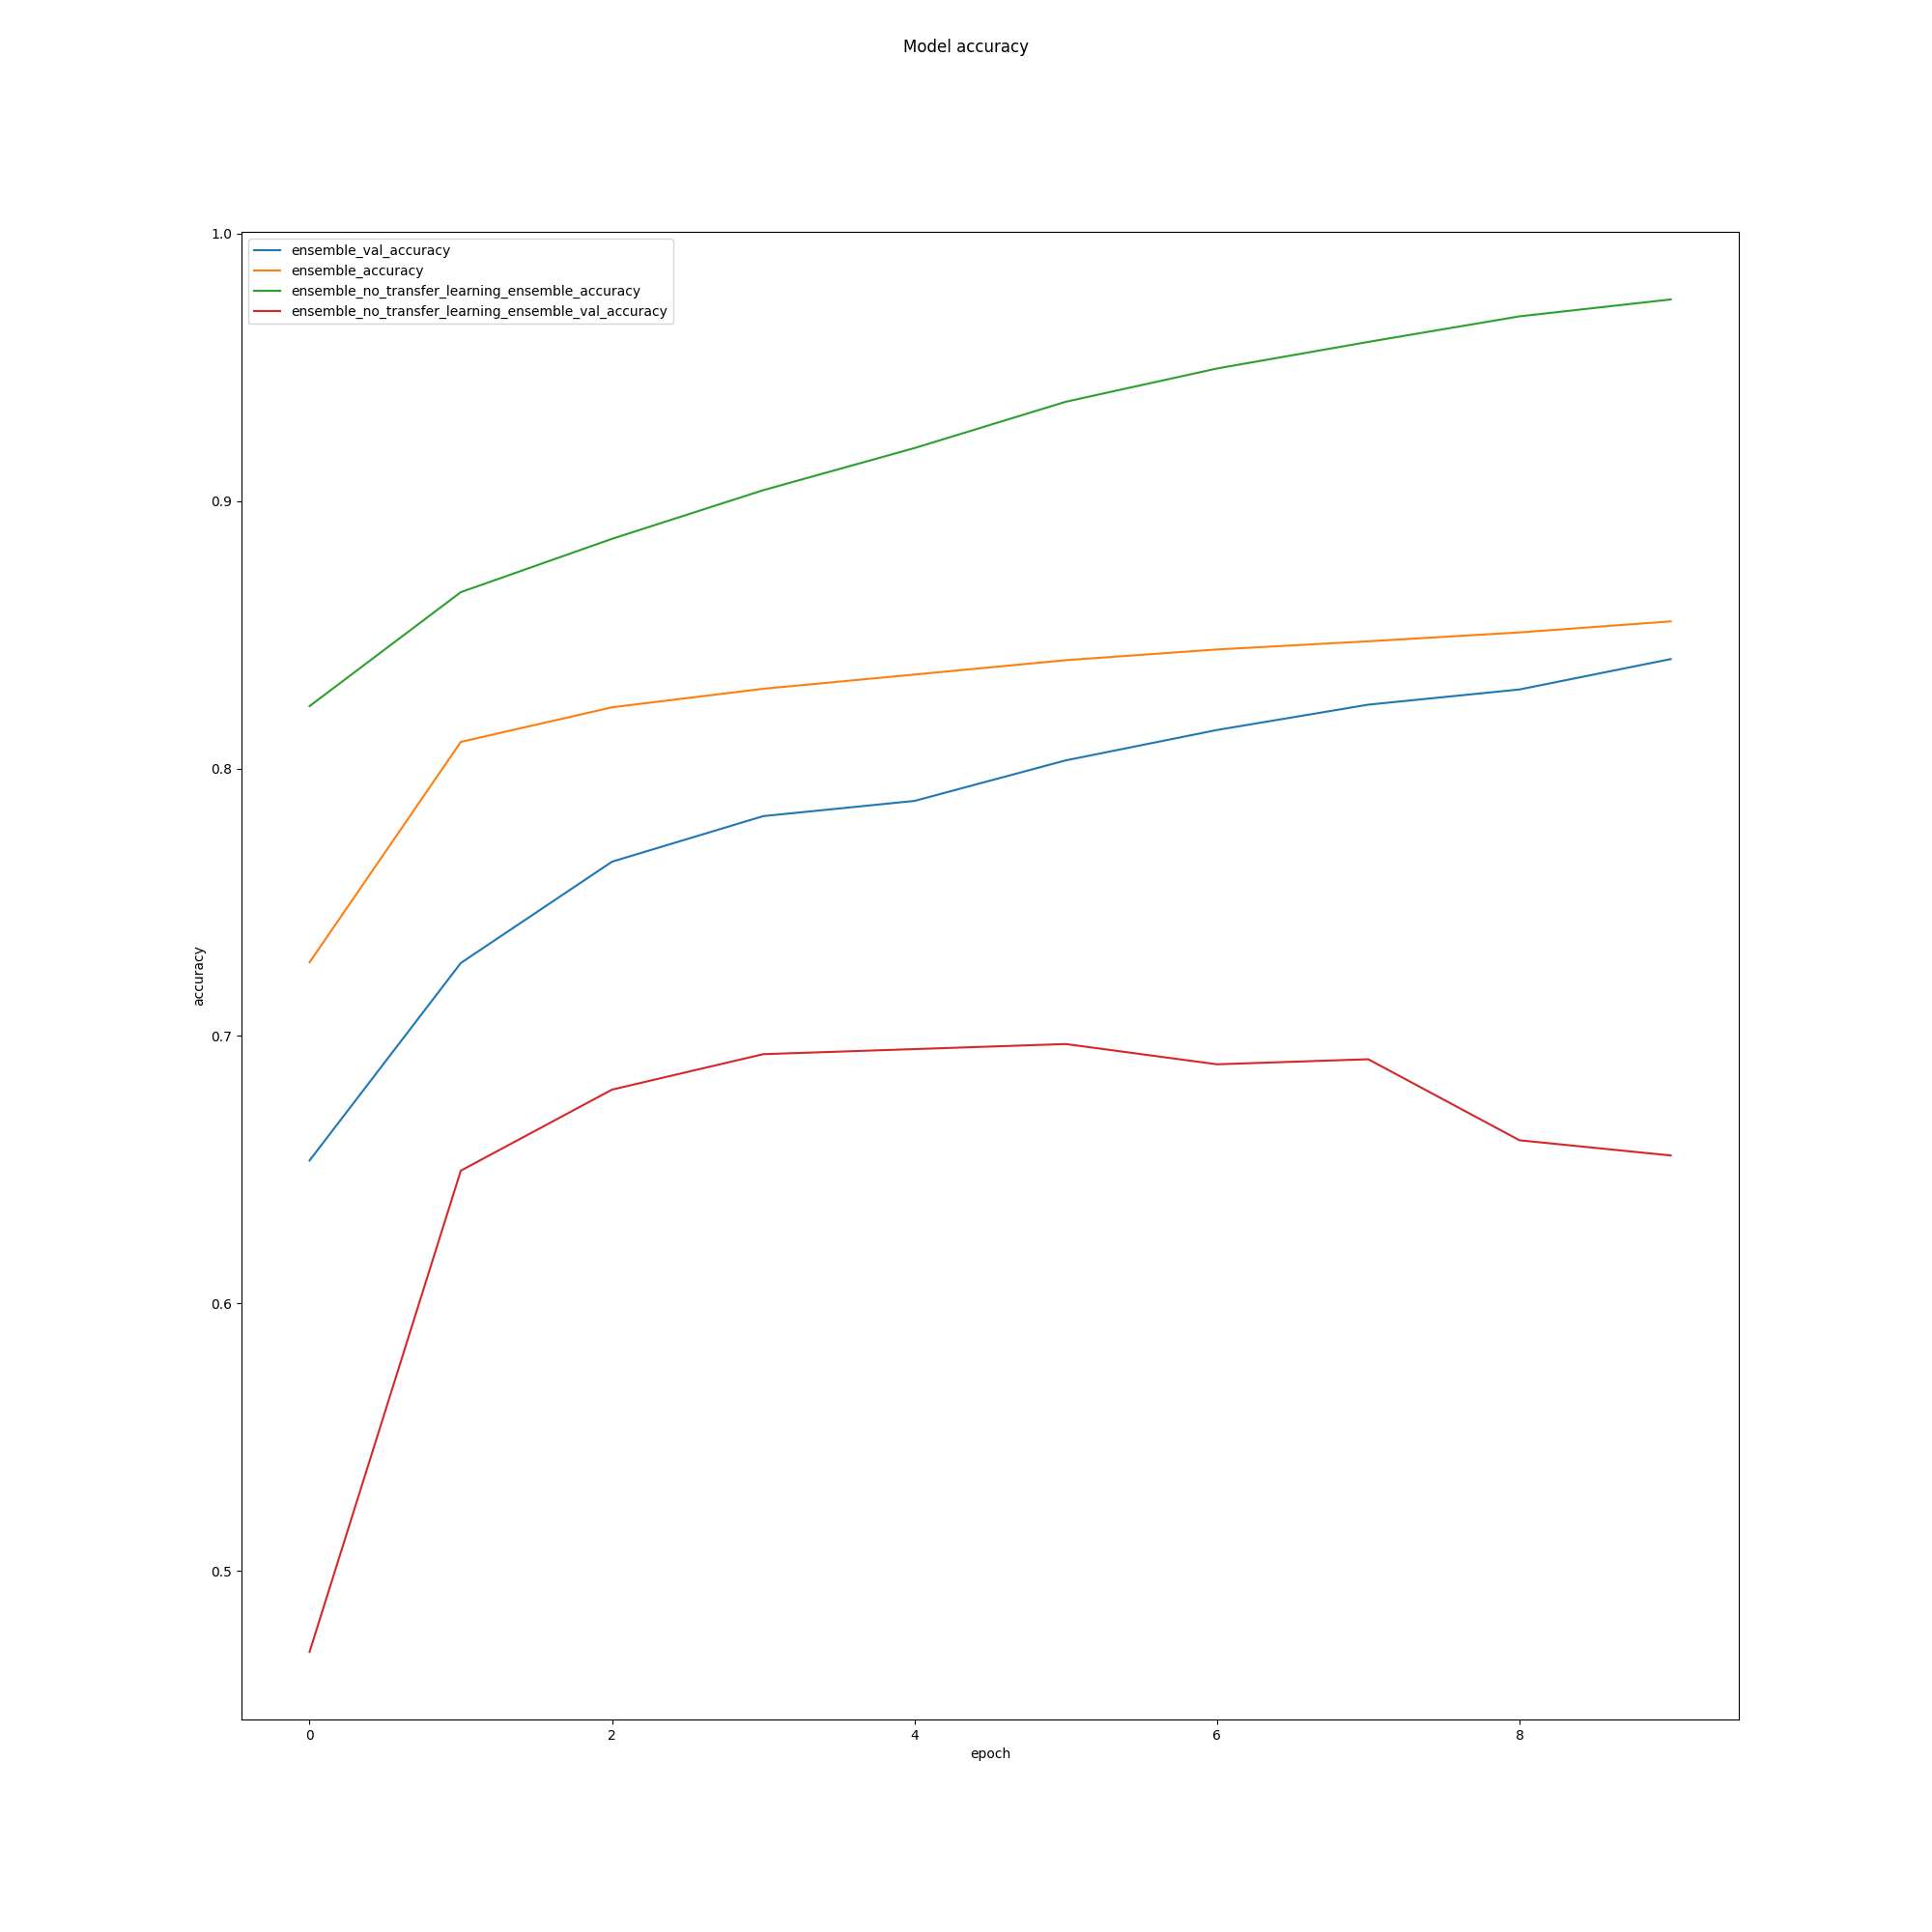 Model accuracy
1.0
ensemble_val_accuracy
ensemble_accuracy
ensemble_no_transfer_learning_ensemble_accuracy
ensemble_no_transfer_learning_ensemble_val_accuracy
0.9
0.8
accuracy
0.7
0.6
0.5
0 2 4 6 8
epoch